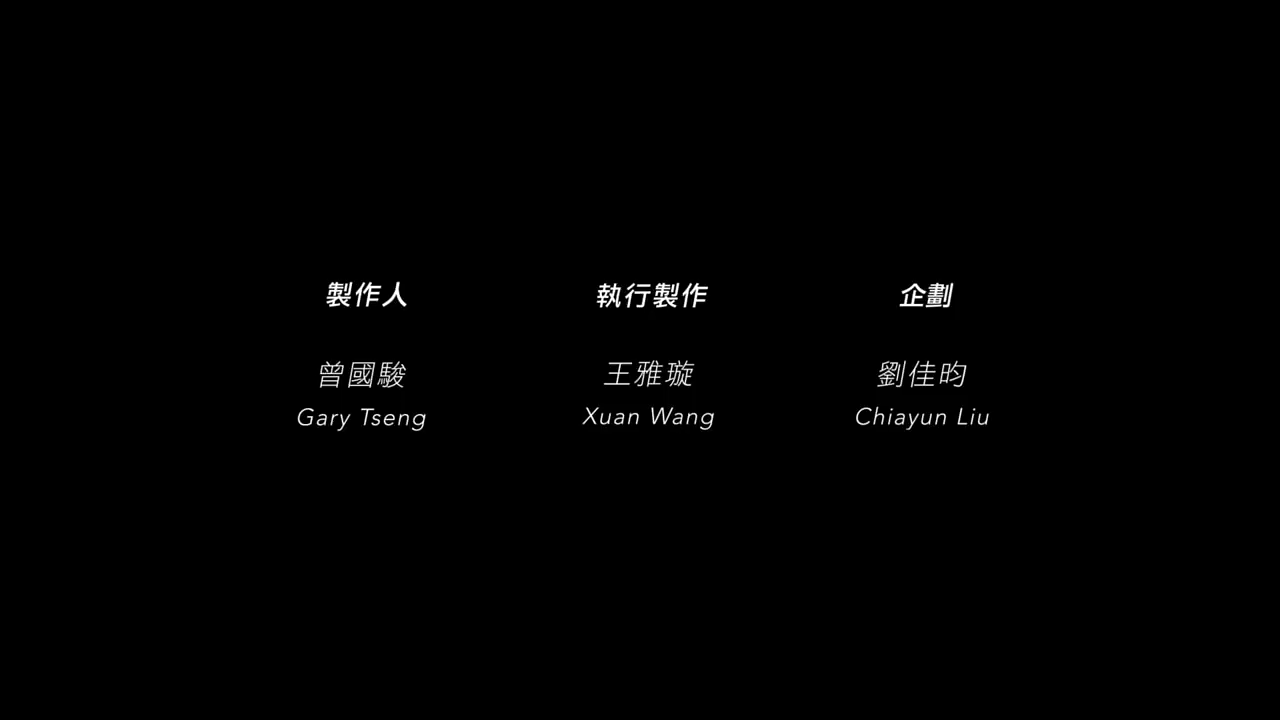 製作人
曾國駿
Gary Tseng
執行製作
王雅璇
Xuan Wang
企劃
劉佳昀
Chiayun Liu